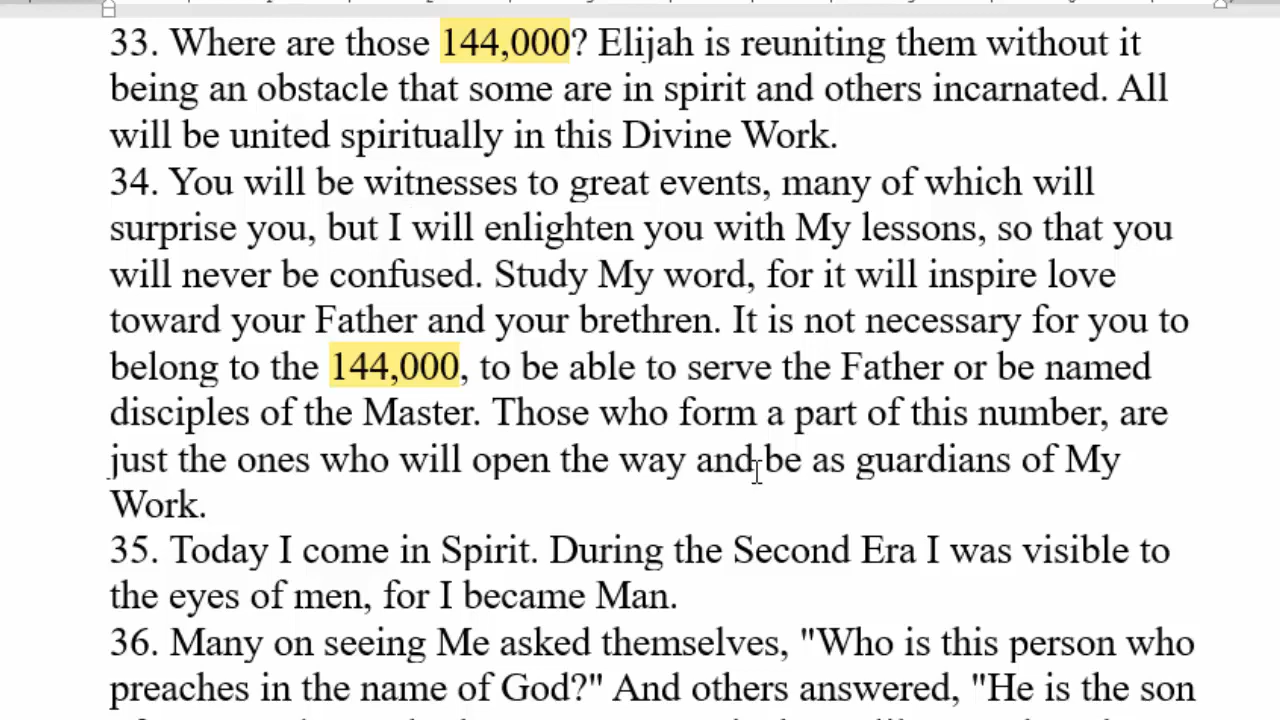 33. Where are those 144,000? Elijah is reuniting them without it
being an obstacle that some are in spirit and others incarnated. All
will be united spiritually in this Divine Work.
34. You will be witnesses to great events, many of which will
surprise you, but I will enlighten you with My lessons, so that you
will never be confused. Study My word, for it will inspire love
toward your Father and your brethren. It is not necessary for you to
belong to the 144,000, to be able to serve the Father or be named
disciples of the Master. Those who form a part of this number, are
just the ones who will open the way and be as guardians of My
Work.
35. Today I come in Spirit. During the Second Era I was visible to
the eyes of men, for I became Man.
36. Many on seeing Me asked themselves, "Who is this person who
preaches in the name of God?" And others answered, "He is the son